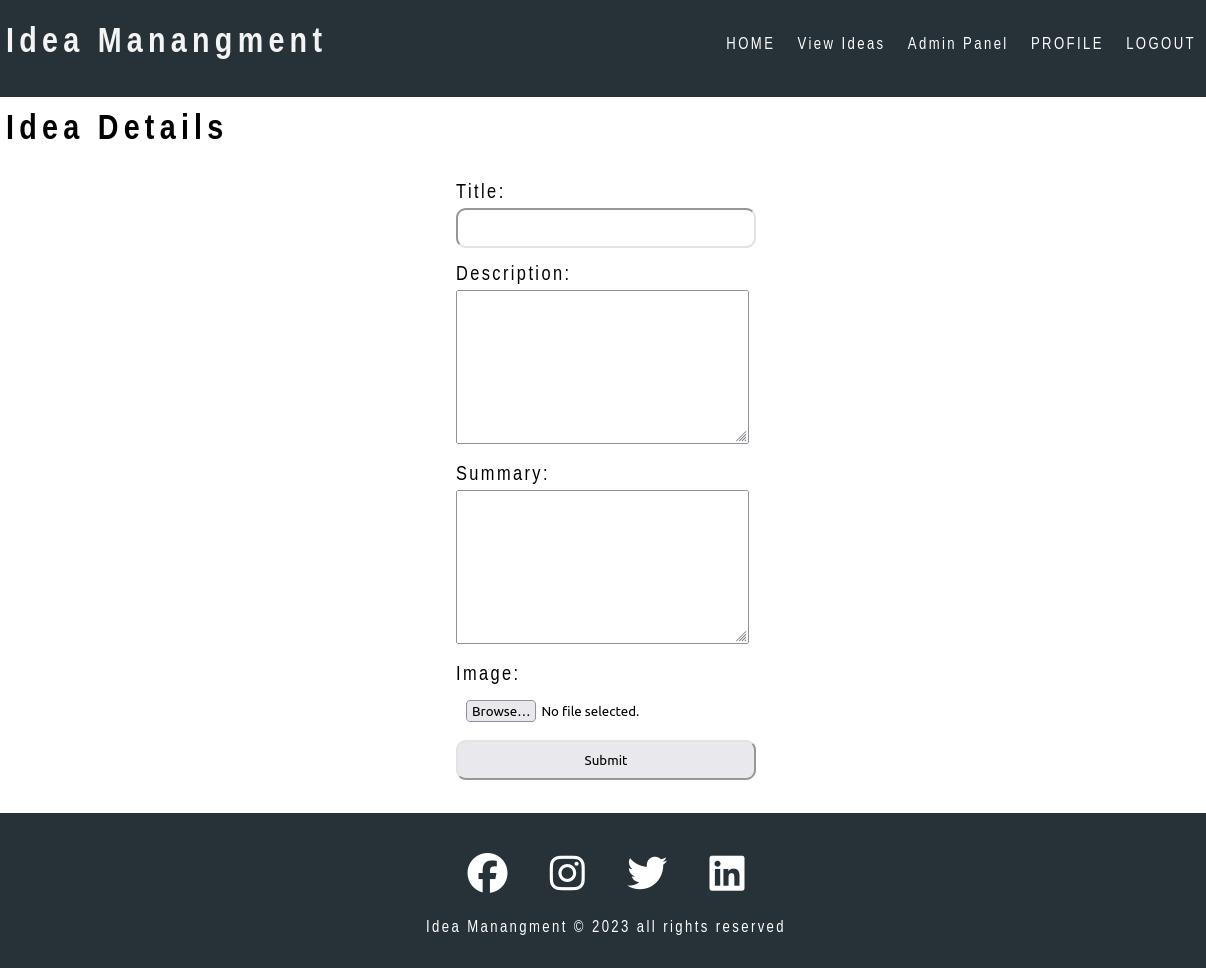 Idea Manangment
HOME View Ideas Admin Panel PROFILE LOGOUT
Idea Details
Title:
Description:
Summary:
Image:
Browse... No file selected.
Submit
Idea Manangment © 2023 all rights reserved